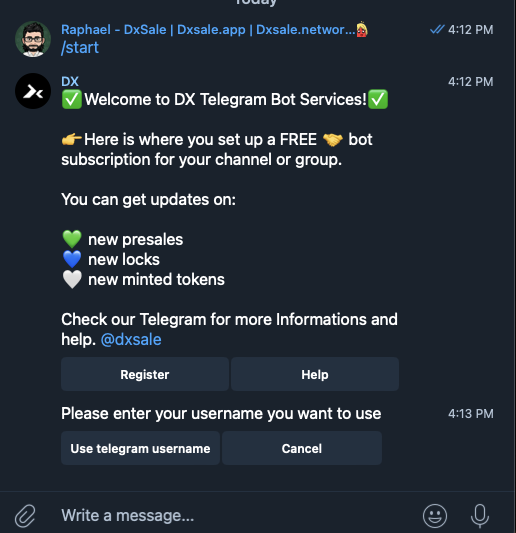 Today
Raphael - DxSale | Dxsale.app | Dxsale.networ... 4:12 PM
/start
DX 4:12 PM
✅Welcome to DX Telegram Bot Services!✅
👉Here is where you set up a FREE 🤝 bot
subscription for your channel or group.
You can get updates on:
💚 new presales
💙 new locks
🤍 new minted tokens
Check our Telegram for more Informations and
help. @dxsale
Register Help
Please enter your username you want to use 4:13 PM
Use telegram username Cancel
Write a message...